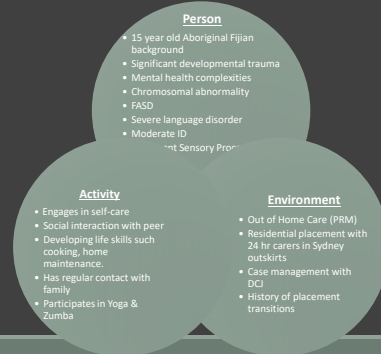 Person
• 15 year old Aboriginal Fijian
background
• Significant developmental trauma
• Mental health complexities
• Chromosomal abnormality
• FASD
• Severe language disorder
• Moderate ID
Sensory
Activity
• Engages in self-care
• Social interaction with peer
• Developing life skills such
cooking, home
maintenance.
• Has regular contact with
family
• Participates in Yoga &
Zumba
Environment
• Out of Home Care (PRM)
• Residential placement with
24 hr carers in Sydney
outskirts
• Case management with
DCJ
• History of placement
transitions